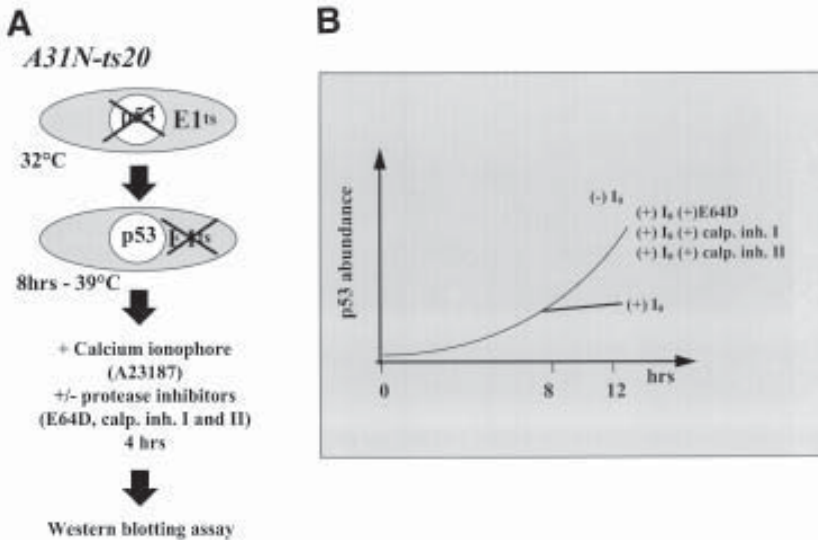 A
A31N-ts20
p53 E1ts
32°C
p53 E1ts
8hrs - 39°C
+ Calcium ionophore
(A23187)
+/- protease inhibitors
(E64D, calp. inh. I and II)
4 hrs
Western blotting assay
B
p53 abundance
(-) I₀
(+) I₀ (+)E64D
(+) I₀ (+) calp. inh. I
(+) I₀ (+) calp. inh. II
(+) I₀
0 8 12 hrs